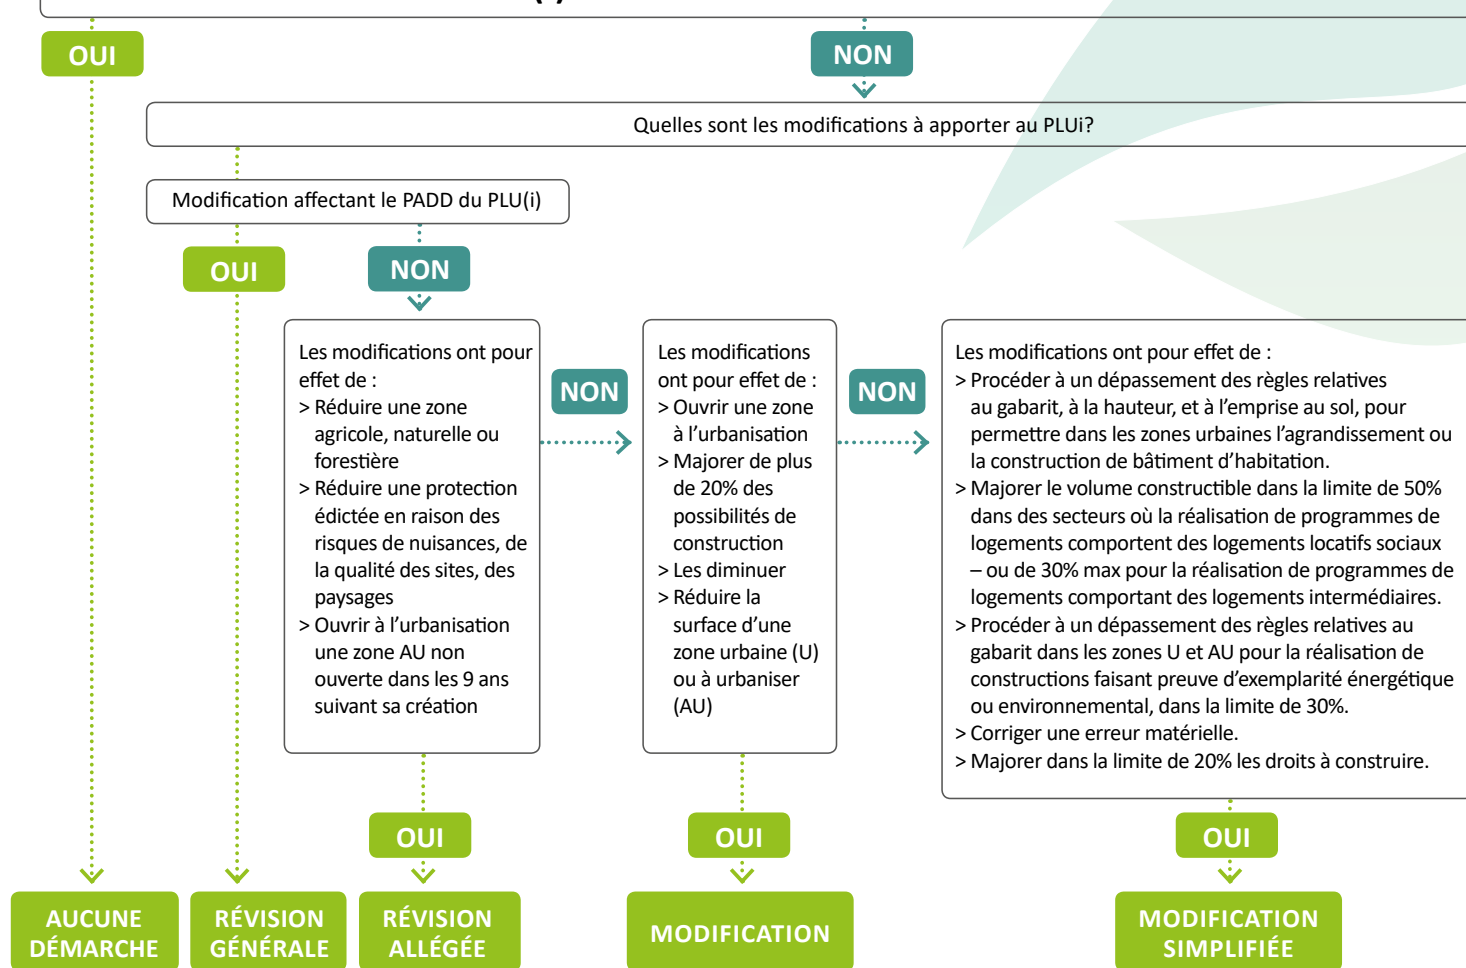 (i)
OUI
NON
Quelles sont les modifications à apporter au PLUi?
Modification affectant le PADD du PLU(i)
OUI
NON
Les modifications ont pour
effet de :
> Réduire une zone
agricole, naturelle ou
forestière
> Réduire une protection
édictée en raison des
risques de nuisances, de
la qualité des sites, des
paysages
> Ouvrir à l’urbanisation
une zone AU non
ouverte dans les 9 ans
suivant sa création
NON
Les modifications
ont pour effet de :
> Ouvrir une zone
à l’urbanisation
> Majorer de plus
de 20% des
possibilités de
construction
> Les diminuer
> Réduire la
surface d’une
zone urbaine (U)
ou à urbaniser
(AU)
NON
Les modifications ont pour effet de :
> Procéder à un dépassement des règles relatives
au gabarit, à la hauteur, et à l’emprise au sol, pour
permettre dans les zones urbaines l’agrandissement ou
la construction de bâtiment d’habitation.
> Majorer le volume constructible dans la limite de 50%
dans des secteurs où la réalisation de programmes de
logements comportent des logements locatifs sociaux
– ou de 30% max pour la réalisation de programmes de
logements comportant des logements intermédiaires.
> Procéder à un dépassement des règles relatives au
gabarit dans les zones U et AU pour la réalisation de
constructions faisant preuve d’exemplarité énergétique
ou environnemental, dans la limite de 30%.
> Corriger une erreur matérielle.
> Majorer dans la limite de 20% les droits à construire.
OUI
OUI
OUI
AUCUNE
DÉMARCHE
RÉVISION
GÉNÉRALE
RÉVISION
ALLÉGÉE
MODIFICATION
MODIFICATION
SIMPLIFIÉE